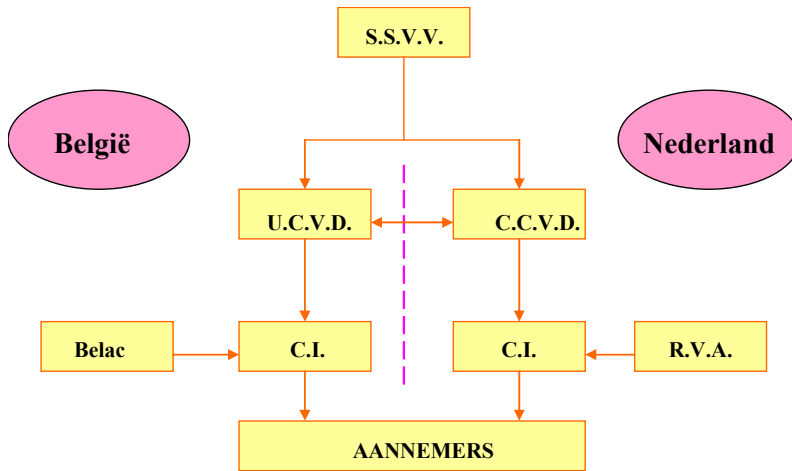 S.S.V.V.
België
Nederland
U.C.V.D.
C.C.V.D.
Belac
C.I.
C.I.
R.V.A.
AANNEMERS